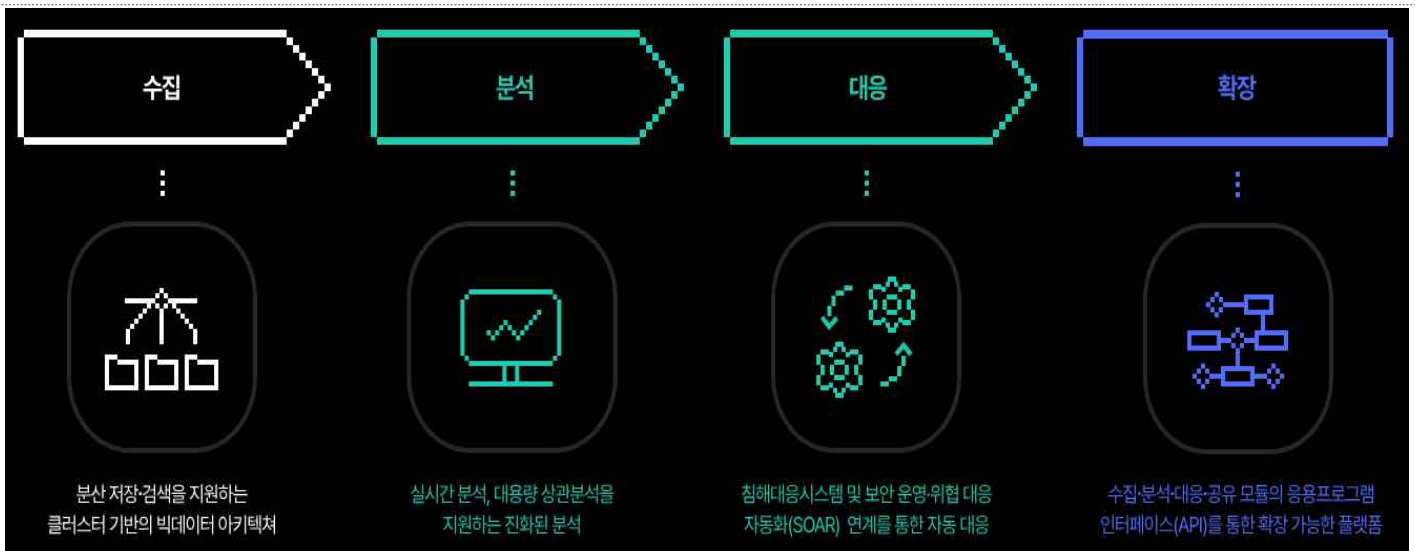 수집
분석
대응
확장
분산 저장·검색을 지원하는
클러스터 기반의 빅데이터 아키텍쳐
실시간 분석, 대용량 상관분석을
지원하는 진화된 분석
침해대응시스템 및 보안 운영·위협 대응
자동화(SOAR) 연계를 통한 자동 대응
수집·분석·대응·공유 모듈의 응용프로그램
인터페이스(API)를 통한 확장 가능한 플랫폼